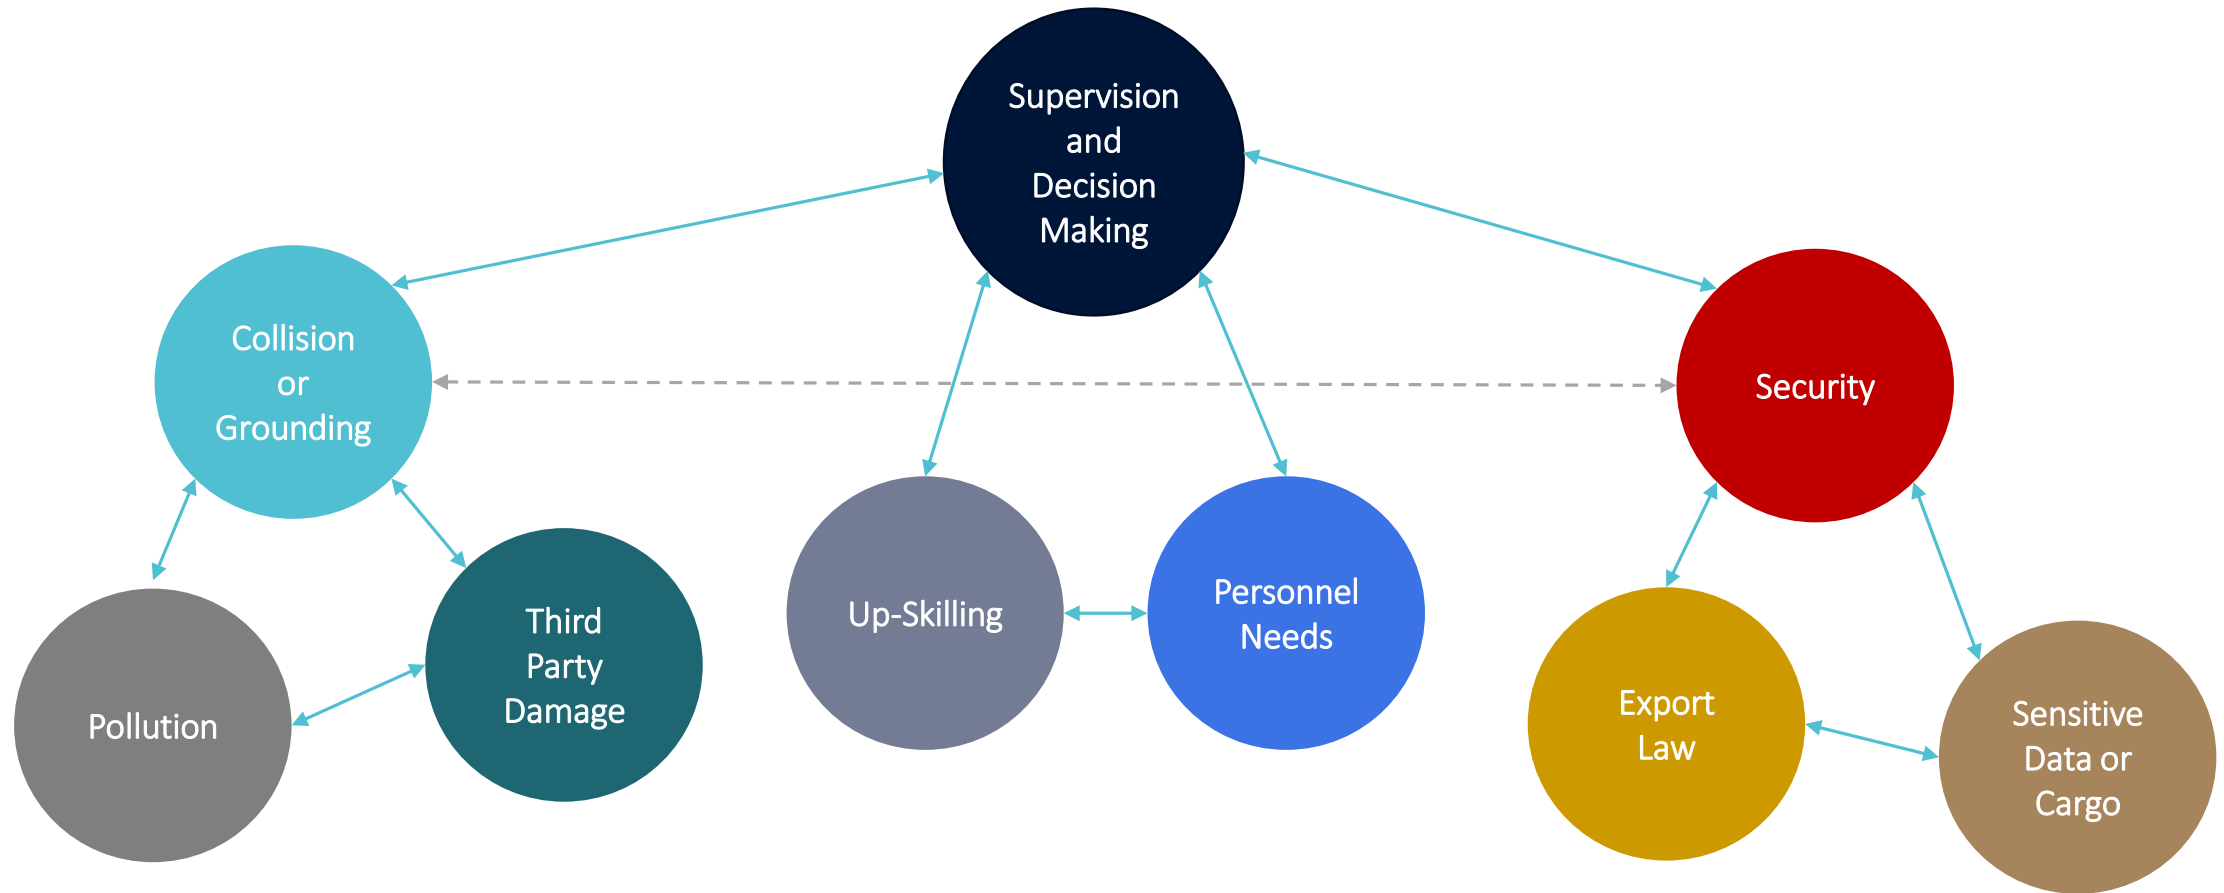 Supervision
and
Decision
Making
Collision
or
Grounding
Security
Up-Skilling
Personnel
Needs
Third
Party
Damage
Pollution
Export
Law
Sensitive
Data or
Cargo